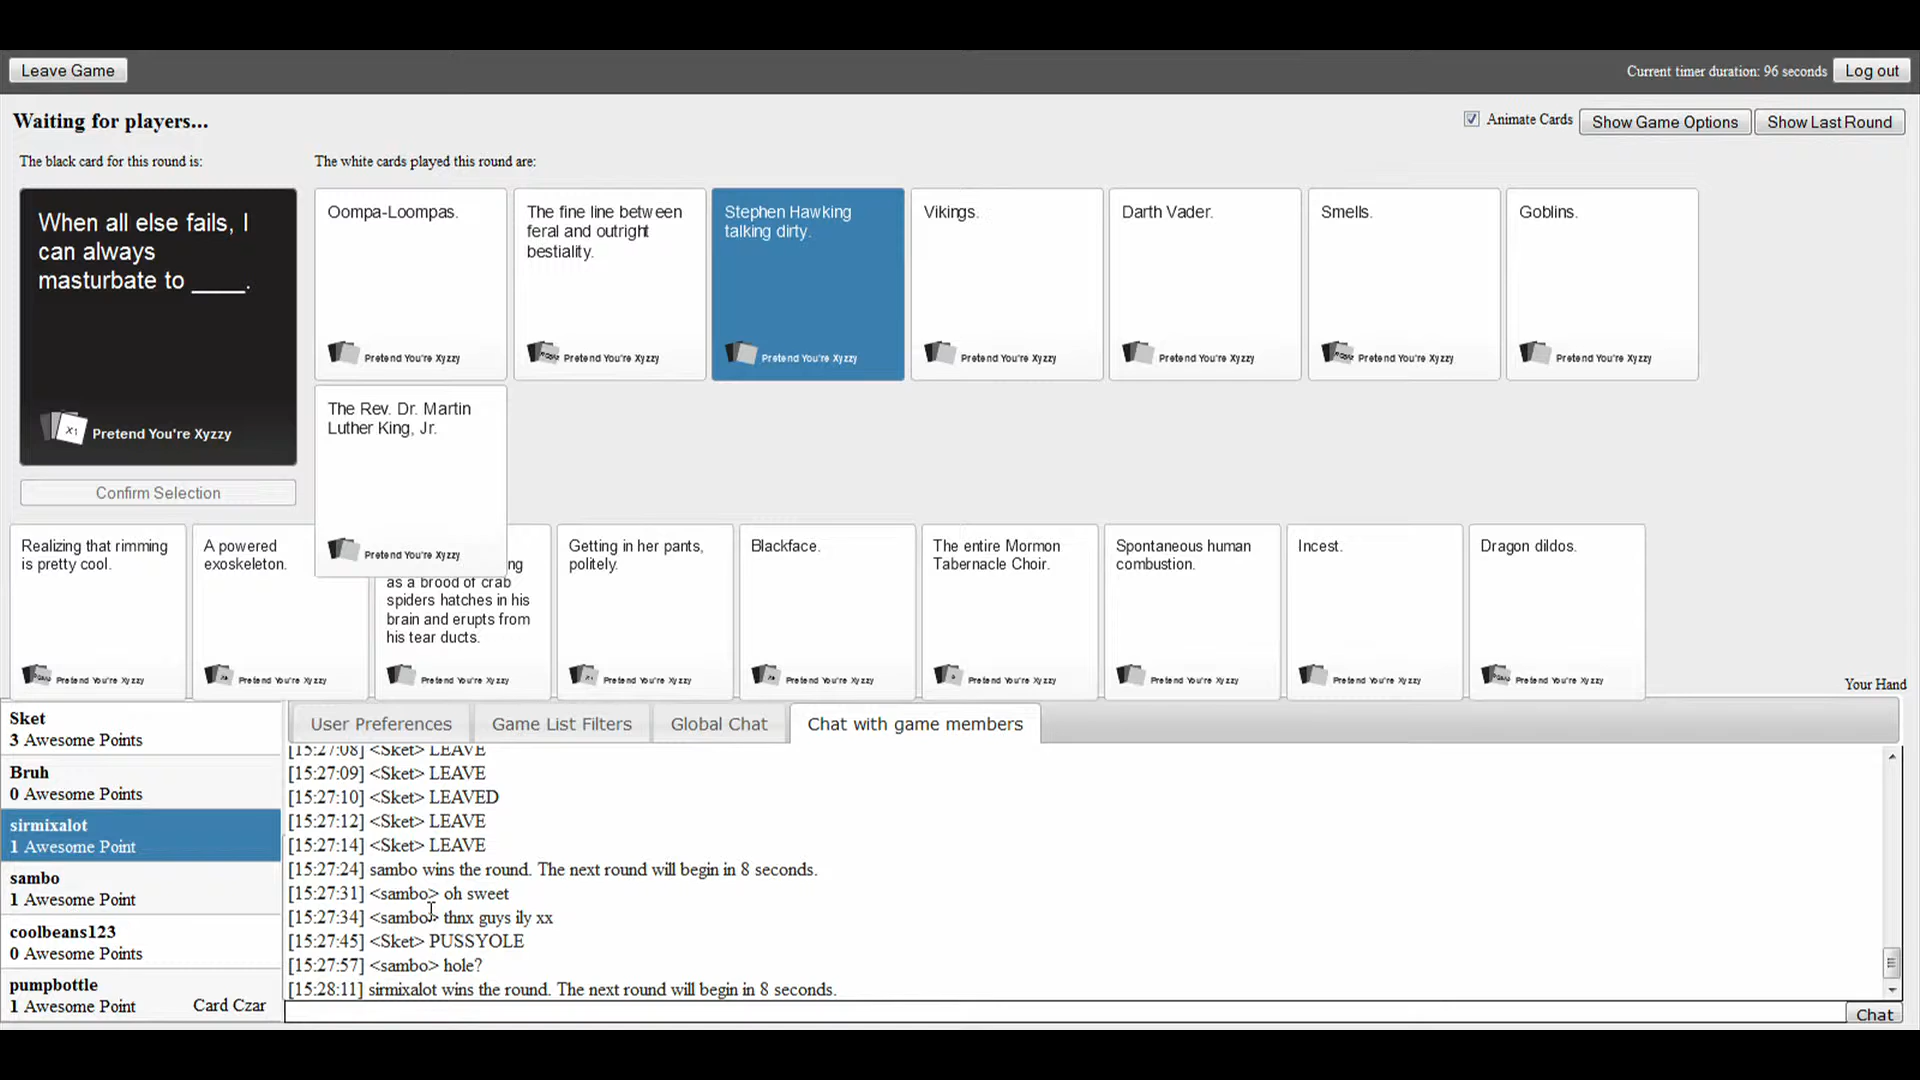 Leave Game
Current timer duration: 96 seconds
Log out
Waiting for players...
Animate Cards
Show Game Options
Show Last Round
The black card for this round is:
The white cards played this round are:
When all else fails, I
can always
masturbate to ____.
X1
Pretend You're Xyzzy
Confirm Selection
Oompa-Loompas.
Pretend You're Xyzzy
The fine line between
feral and outright
bestiality.
Pretend You're Xyzzy
Stephen Hawking
talking dirty.
Pretend You're Xyzzy
Vikings.
Pretend You're Xyzzy
Darth Vader.
Pretend You're Xyzzy
Smells.
Pretend You're Xyzzy
Goblins.
Pretend You're Xyzzy
The Rev. Dr. Martin
Luther King, Jr.
Pretend You're Xyzzy
Realizing that rimming
is pretty cool.
Pretend You're Xyzzy
A powered
exoskeleton.
Pretend You're Xyzzy
as a brood of crab
spiders hatches in his
brain and erupts from
his tear ducts.
Pretend You're Xyzzy
Getting in her pants,
politely.
Pretend You're Xyzzy
Blackface.
Pretend You're Xyzzy
The entire Mormon
Tabernacle Choir.
Pretend You're Xyzzy
Spontaneous human
combustion.
Pretend You're Xyzzy
Incest.
Pretend You're Xyzzy
Dragon dildos.
Pretend You're Xyzzy
Your Hand
Sket
3 Awesome Points
Bruh
0 Awesome Points
sirmixalot
1 Awesome Point
sambo
1 Awesome Point
coolbeans123
0 Awesome Points
pumpbottle
1 Awesome Point
Card Czar
User Preferences
Game List Filters
Global Chat
Chat with game members
[15:27:08] <Sket> LEAVE
[15:27:09] <Sket> LEAVE
[15:27:10] <Sket> LEAVED
[15:27:12] <Sket> LEAVE
[15:27:14] <Sket> LEAVE
[15:27:24] sambo wins the round. The next round will begin in 8 seconds.
[15:27:31] <sambo> oh sweet
[15:27:34] <sambo> thnx guys ily xx
[15:27:45] <Sket> PUSSYOLE
[15:27:57] <sambo> hole?
[15:28:11] sirmixalot wins the round. The next round will begin in 8 seconds.
Chat